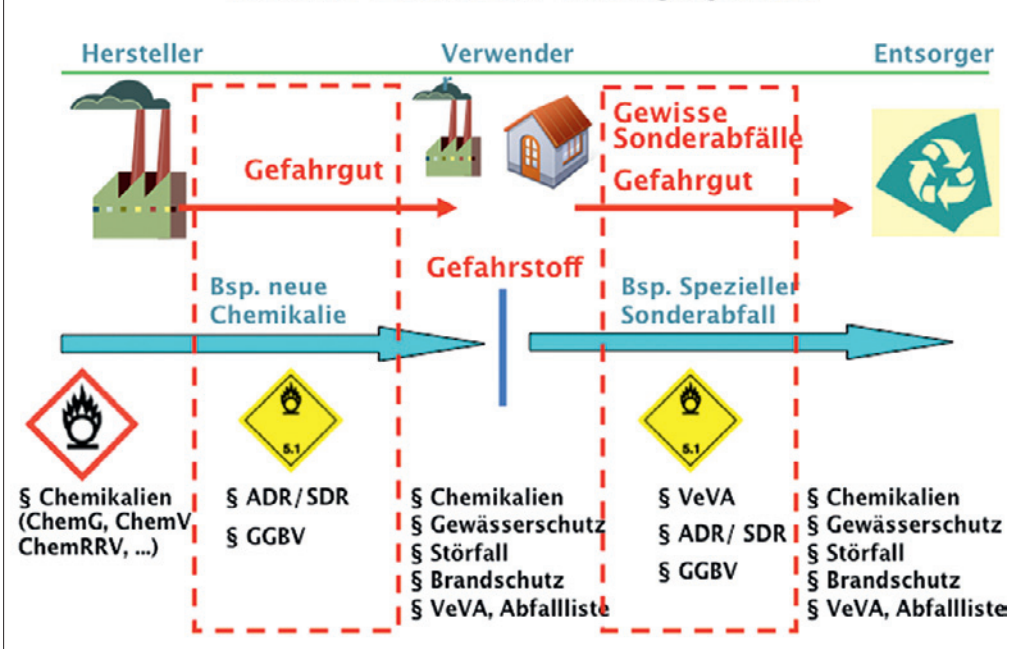 Hersteller
Verwender
Entsorger
Gefahrgut
Gewisse
Sonderabfälle
Gefahrgut
Gefahrstoff
Bsp. neue
Chemikalie
Bsp. Spezieller
Sonderabfall
5.1
5.1
§ Chemikalien
(ChemG, ChemV
ChemRRV, ...)
§ ADR/SDR
§ GGBV
§ Chemikalien
§ Gewässerschutz
§ Störfall
§ Brandschutz
§ VeVA, Abfallliste
§ VeVA
§ ADR/ SDR
§ GGBV
§ Chemikalien
§ Gewässerschutz
§ Störfall
§ Brandschutz
§ VeVA, Abfallliste